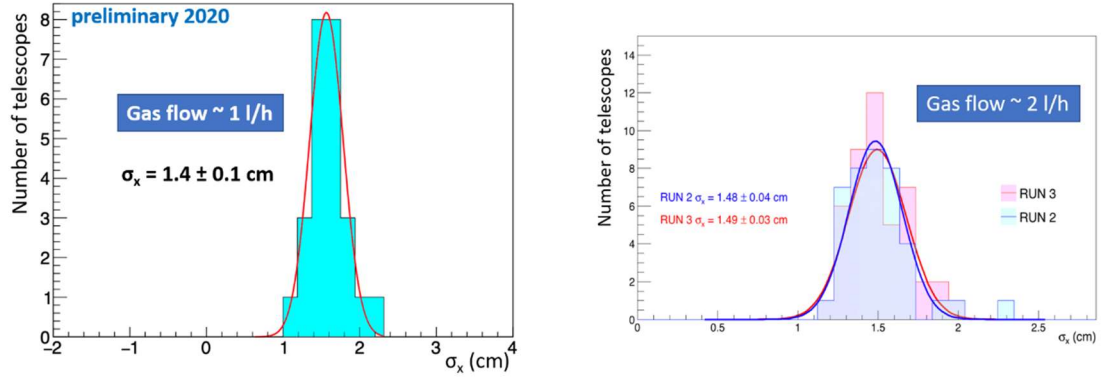 preliminary 2020
Number of telescopes
8
7
6
5
4
3
2
1
0
Gas flow ~ 1 l/h
σx = 1.4 ± 0.1 cm
−2
−1
0
1
2
3
4
σx (cm)
Number of telescopes
14
12
10
8
6
4
2
0
Gas flow ~ 2 l/h
RUN 2 σx = 1.48 ± 0.04 cm
RUN 3 σx = 1.49 ± 0.03 cm
RUN 3
RUN 2
0
0.5
1
1.5
2
2.5
σx (cm)